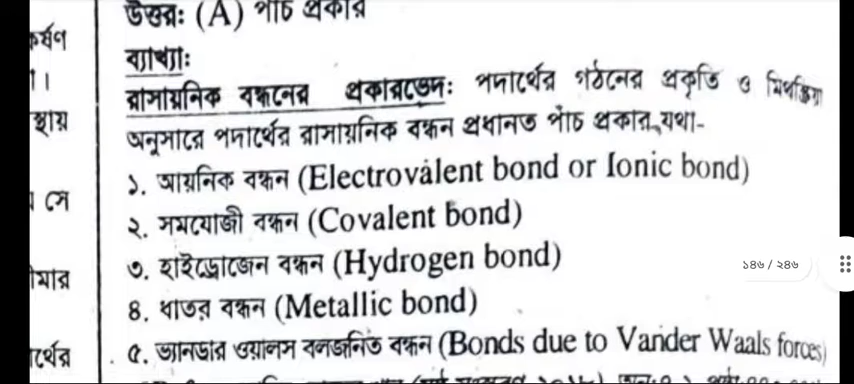 উত্তর: (A) পাঁচ প্রকার
ব্যাখ্যা:
রাসায়নিক বন্ধনের প্রকারভেদ: পদার্থের গঠনের প্রকৃতি ও মিথষ্ক্রিয়া
অনুসারে পদার্থের রাসায়নিক বন্ধন প্রধানত পাঁচ প্রকার, যথা-
১. আয়নিক বন্ধন (Electrovalent bond or Ionic bond)
২. সমযোজী বন্ধন (Covalent bond)
৩. হাইড্রোজেন বন্ধন (Hydrogen bond)
১৪৬ / ২৪৬
৪. ধাতব বন্ধন (Metallic bond)
৫. ভ্যানডার ওয়ালস বলজনিত বন্ধন (Bonds due to Vander Waals forces)